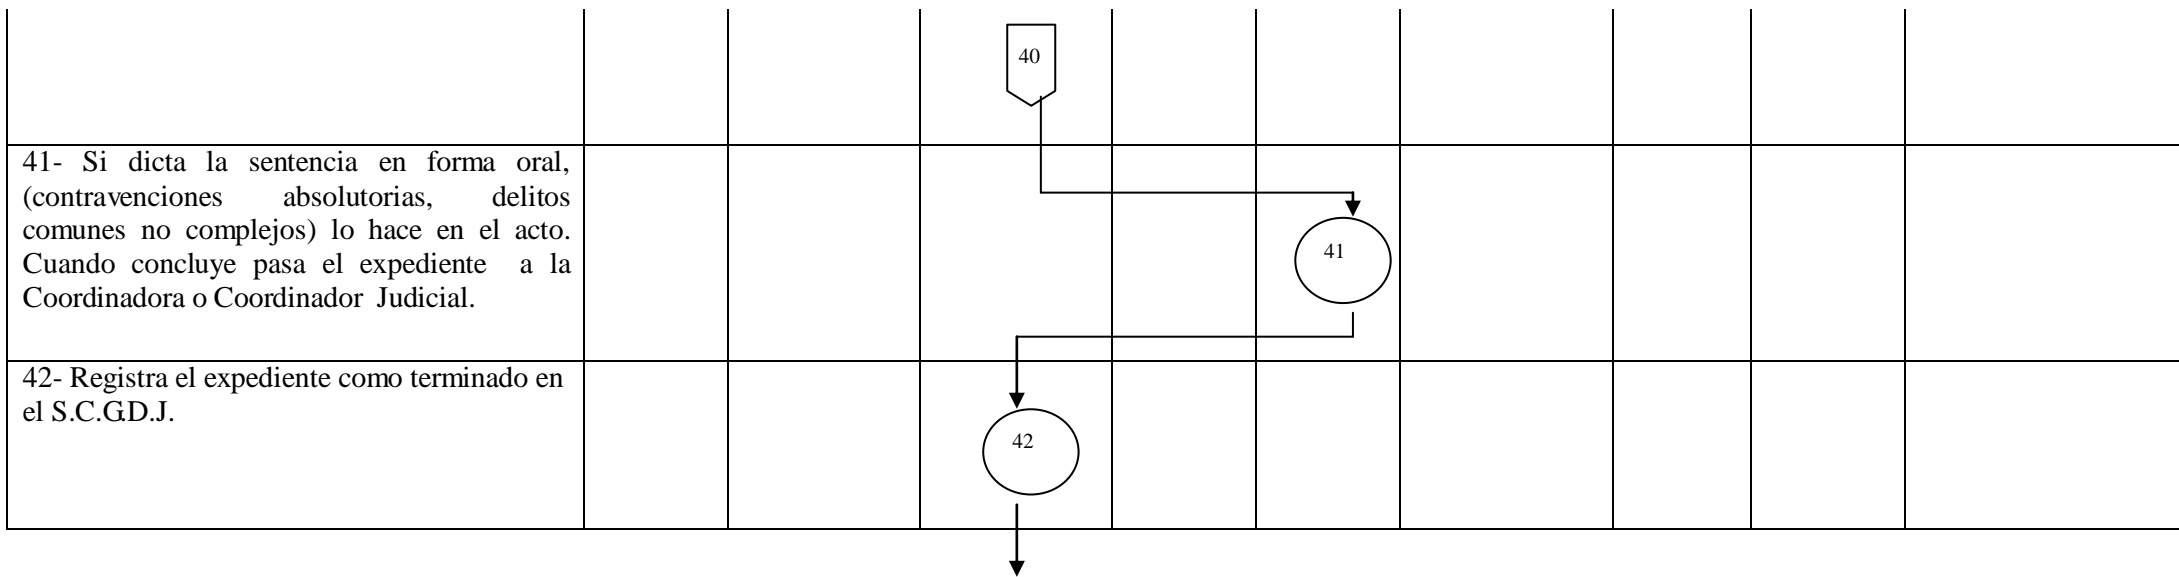 40
41- Si dicta la sentencia en forma oral,
(contravenciones absolutorias, delitos
comunes no complejos) lo hace en el acto.
Cuando concluye pasa el expediente a la
Coordinadora o Coordinador Judicial.
41
42- Registra el expediente como terminado en
el S.C.G.D.J.
42